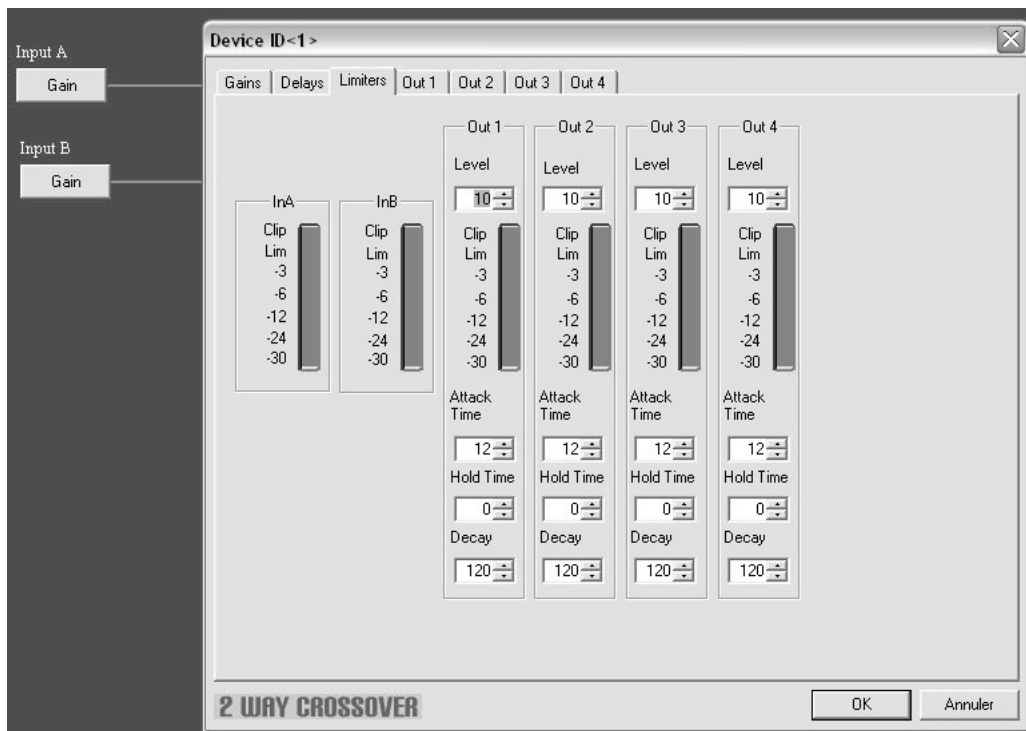 Input A
Gain
Input B
Gain
Device ID<1>
Gains Delays Limiters Out 1 Out 2 Out 3 Out 4
InA
Clip
Lim
-3
-6
-12
-24
-30
InB
Clip
Lim
-3
-6
-12
-24
-30
Out 1
Level
10
Clip
Lim
-3
-6
-12
-24
-30
Attack
Time
12
Hold Time
0
Decay
120
Out 2
Level
10
Clip
Lim
-3
-6
-12
-24
-30
Attack
Time
12
Hold Time
0
Decay
120
Out 3
Level
10
Clip
Lim
-3
-6
-12
-24
-30
Attack
Time
12
Hold Time
0
Decay
120
Out 4
Level
10
Clip
Lim
-3
-6
-12
-24
-30
Attack
Time
12
Hold Time
0
Decay
120
2 WAY CROSSOVER
OK
Annuler